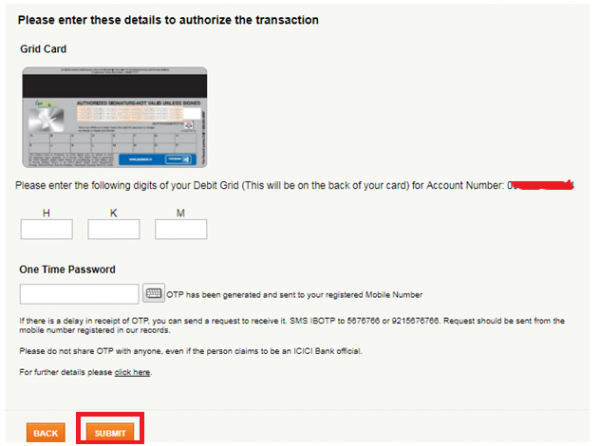 Please enter these details to authorize the transaction
Grid Card
AUTHORIZED SIGNATURE-NOT VALID UNLESS SIGNED
Please enter the following digits of your Debit Grid (This will be on the back of your card) for Account Number: 0
H K M
One Time Password
OTP has been generated and sent to your registered Mobile Number
If there is a delay in receipt of OTP, you can send a request to receive it. SMS IBOTP to 5676766 or 9215676766. Request should be sent from the
mobile number registered in our records.
Please do not share OTP with anyone, even if the person claims to be an ICICI Bank official.
For further details please click here.
BACK SUBMIT